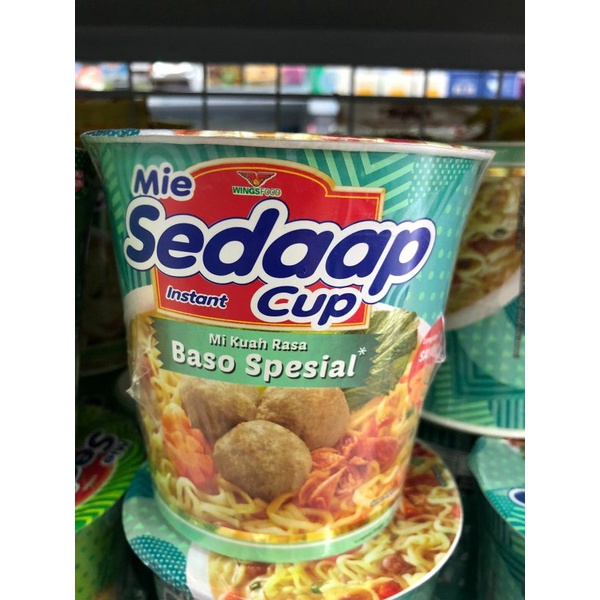 Mie
WINGSFOOD
Sedaap
Instant Cup
Mi Kuah Rasa
Baso Spesial*